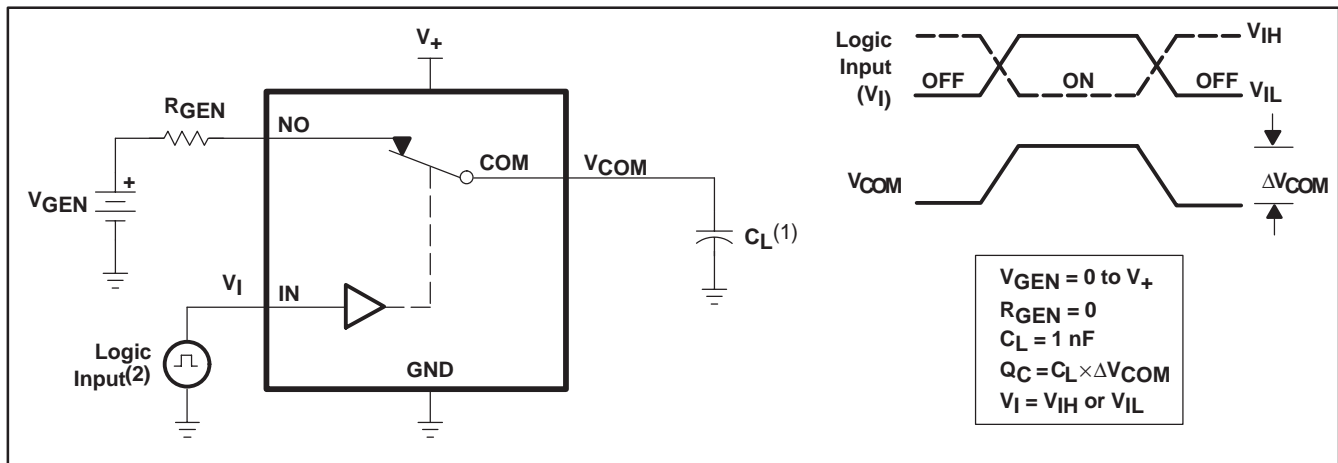 V+
RGEN
NO
COM
VCOM
VGEN
+
CL(1)
VI
IN
Logic
Input(2)
GND
Logic
Input
(VI)
OFF
ON
OFF
VIH
VIL
VCOM
ΔVCOM
VGEN = 0 to V+
RGEN = 0
CL = 1 nF
QC = CL × ΔVCOM
VI = VIH or VIL